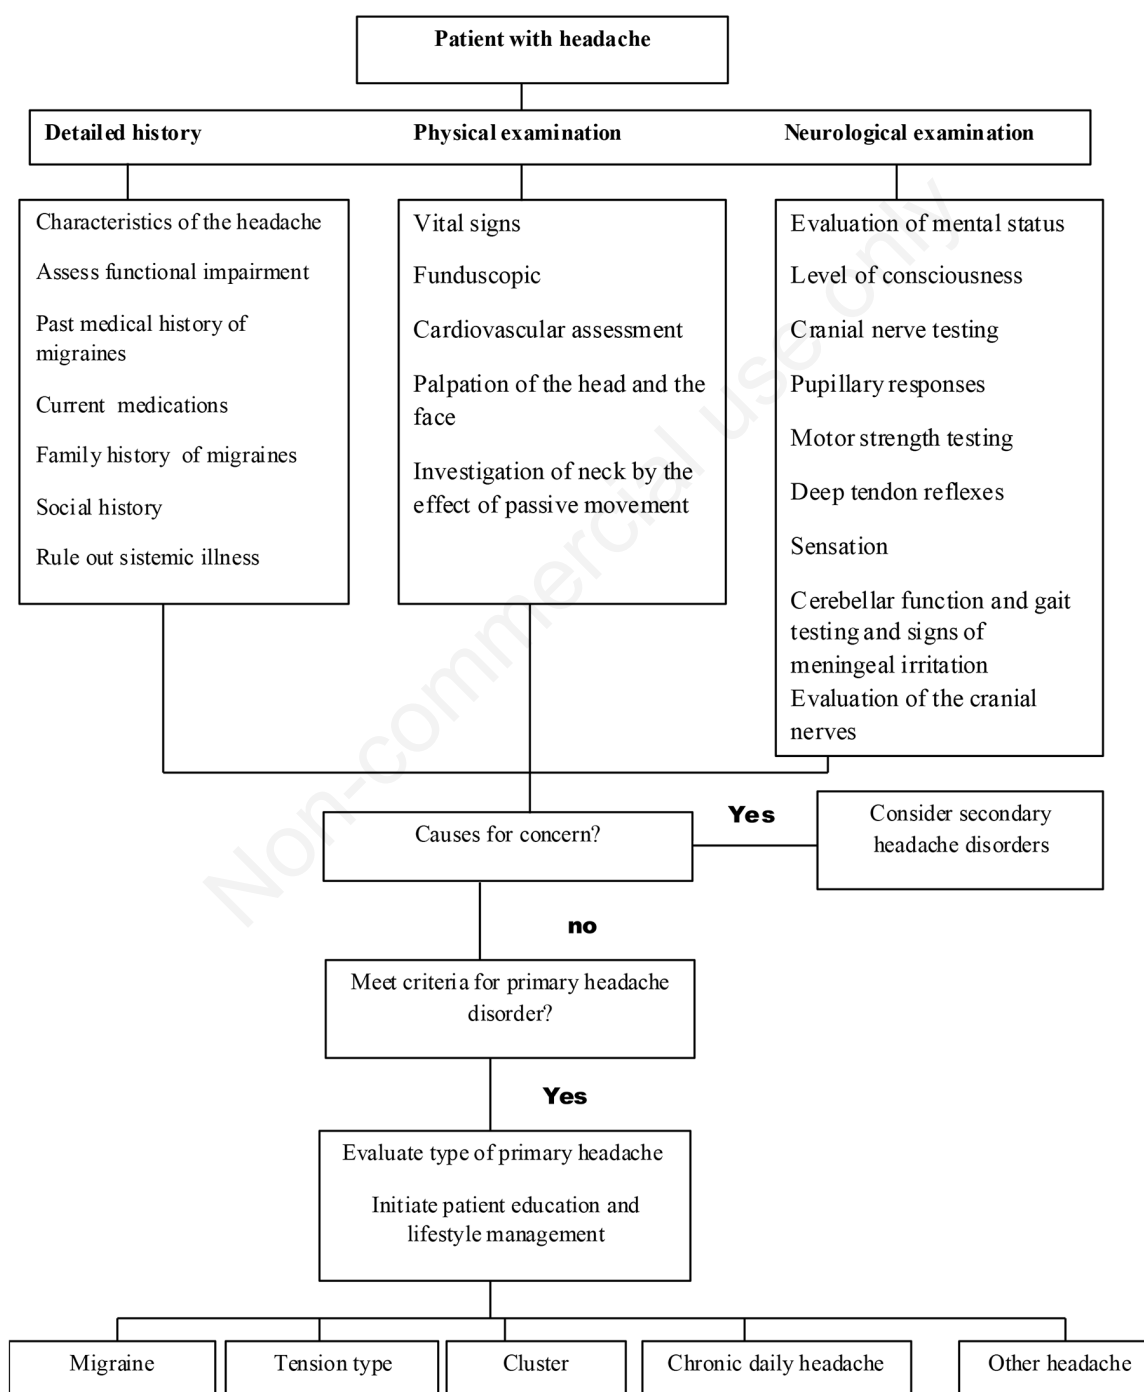 Patient with headache
Detailed history
Physical examination
Neurological examination
Characteristics of the headache
Assess functional impairment
Past medical history of
migraines
Current medications
Family history of migraines
Social history
Rule out sistemic illness
Vital signs
Funduscopic
Cardiovascular assessment
Palpation of the head and the
face
Investigation of neck by the
effect of passive movement
Evaluation of mental status
Level of consciousness
Cranial nerve testing
Pupillary responses
Motor strength testing
Deep tendon reflexes
Sensation
Cerebellar function and gait
testing and signs of
meningeal irritation
Evaluation of the cranial
nerves
Causes for concern?
Yes
Consider secondary
headache disorders
no
Meet criteria for primary headache
disorder?
Yes
Evaluate type of primary headache
Initiate patient education and
lifestyle management
Migraine
Tension type
Cluster
Chronic daily headache
Other headache
Non-commercial use only